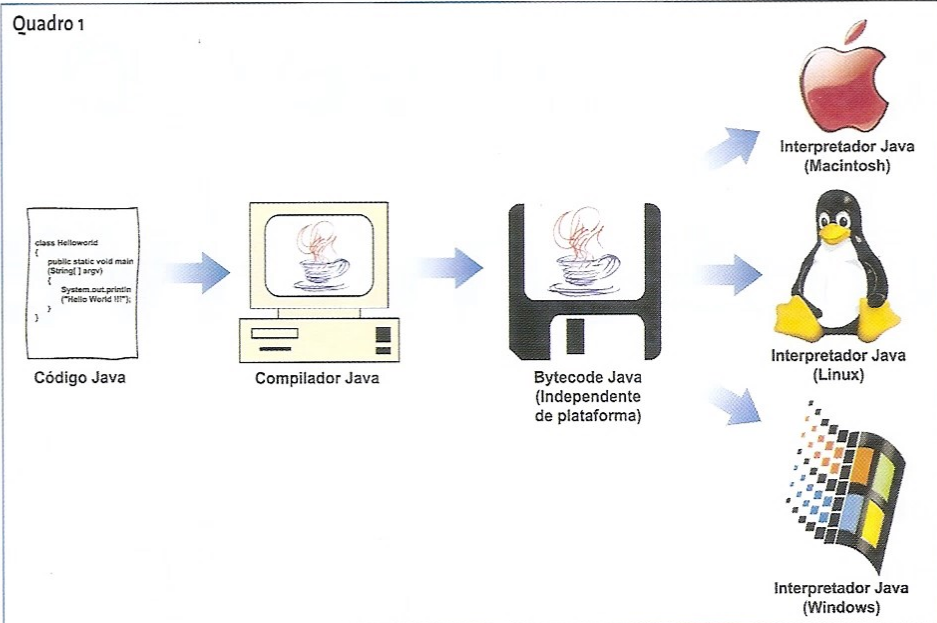 Quadro 1
class Helloworld
{
public static void main
(String[ ] argv)
{
System.out.println
("Hello World !!!");
}
}
Código Java
Compilador Java
Bytecode Java
(Independente
de plataforma)
Interpretador Java
(Macintosh)
Interpretador Java
(Linux)
Interpretador Java
(Windows)